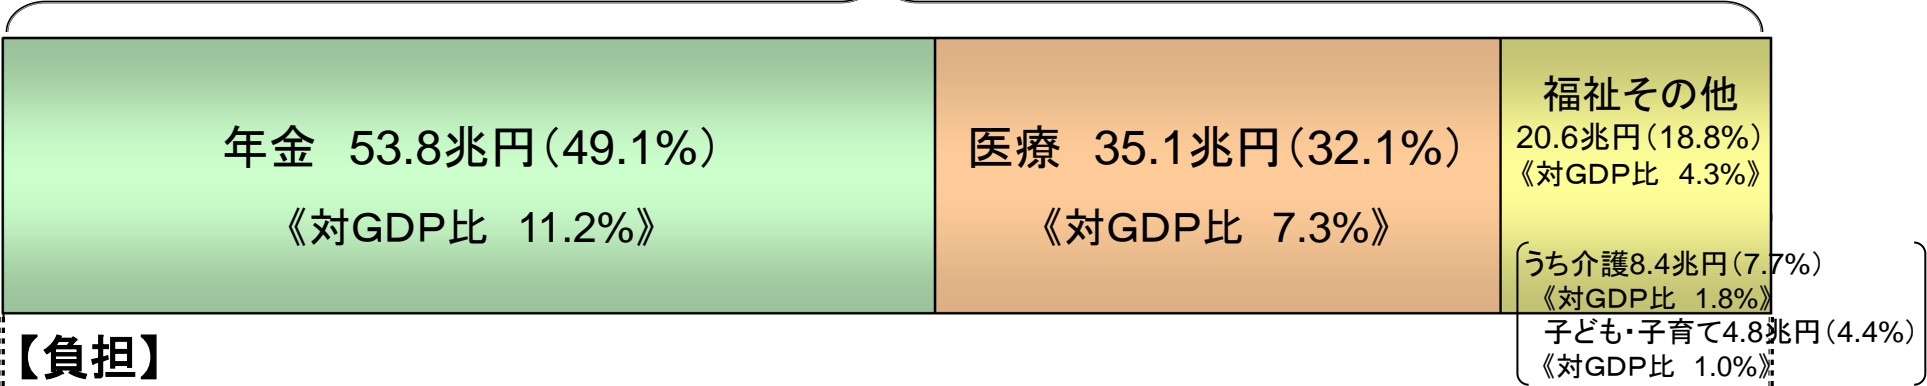 年金　53.8兆円（49.1%）
《対GDP比　11.2%》
医療　35.1兆円（32.1%）
《対GDP比　7.3%》
福祉その他
20.6兆円（18.8%）
《対GDP比　4.3%》
うち介護8.4兆円（7.7%）
《対GDP比　1.8%》
子ども・子育て4.8兆円（4.4%）
《対GDP比　1.0%》
【負担】